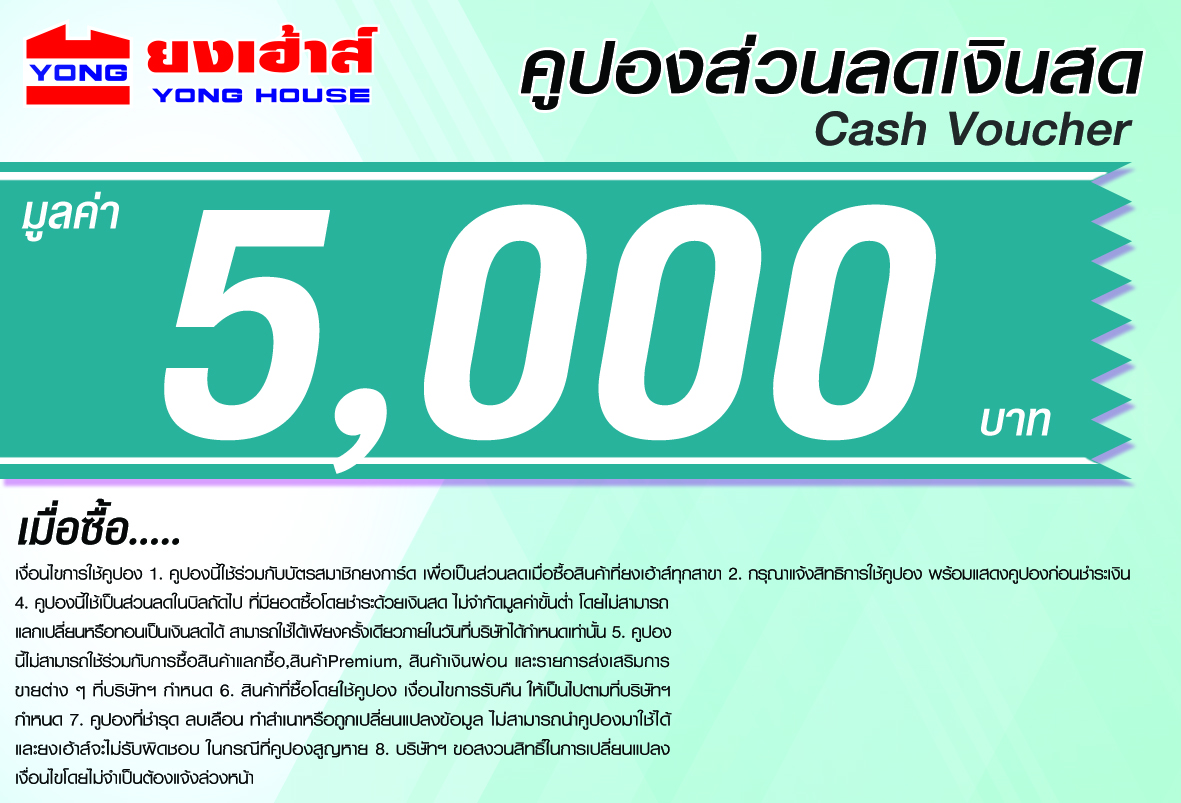 YONG
ยงเฮ้าส์
YONG HOUSE
คูปองส่วนลดเงินสด
Cash Voucher
มูลค่า
5,000
บาท
เมื่อซื้อ.....
เงื่อนไขการใช้คูปอง 1. คูปองนี้ใช้ร่วมกับบัตรสมาชิกยงการ์ด เพื่อเป็นส่วนลดเมื่อซื้อสินค้าที่ยงเฮ้าส์ทุกสาขา 2. กรุณาแจ้งสิทธิการใช้คูปอง พร้อมแสดงคูปองก่อนชำระเงิน
4. คูปองนี้ใช้เป็นส่วนลดในบิลถัดไป ที่มียอดซื้อโดยชำระด้วยเงินสด ไม่จำกัดมูลค่าขั้นต่ำ โดยไม่สามารถ
แลกเปลี่ยนหรือทอนเป็นเงินสดได้ สามารถใช้ได้เพียงครั้งเดียวภายในวันที่บริษัทได้กำหนดเท่านั้น 5. คูปอง
นี้ไม่สามารถใช้ร่วมกับการซื้อสินค้าแลกซื้อ,สินค้าPremium, สินค้าเงินผ่อน และรายการส่งเสริมการ
ขายต่าง ๆ ที่บริษัทฯ กำหนด 6. สินค้าที่ซื้อโดยใช้คูปอง เงื่อนไขการรับคืน ให้เป็นไปตามที่บริษัทฯ
กำหนด 7. คูปองที่ชำรุด ลบเลือน ทำสำเนาหรือถูกเปลี่ยนแปลงข้อมูล ไม่สามารถนำคูปองมาใช้ได้
และยงเฮ้าส์จะไม่รับผิดชอบ ในกรณีที่คูปองสูญหาย 8. บริษัทฯ ขอสงวนสิทธิ์ในการเปลี่ยนแปลง
เงื่อนไขโดยไม่จำเป็นต้องแจ้งล่วงหน้า